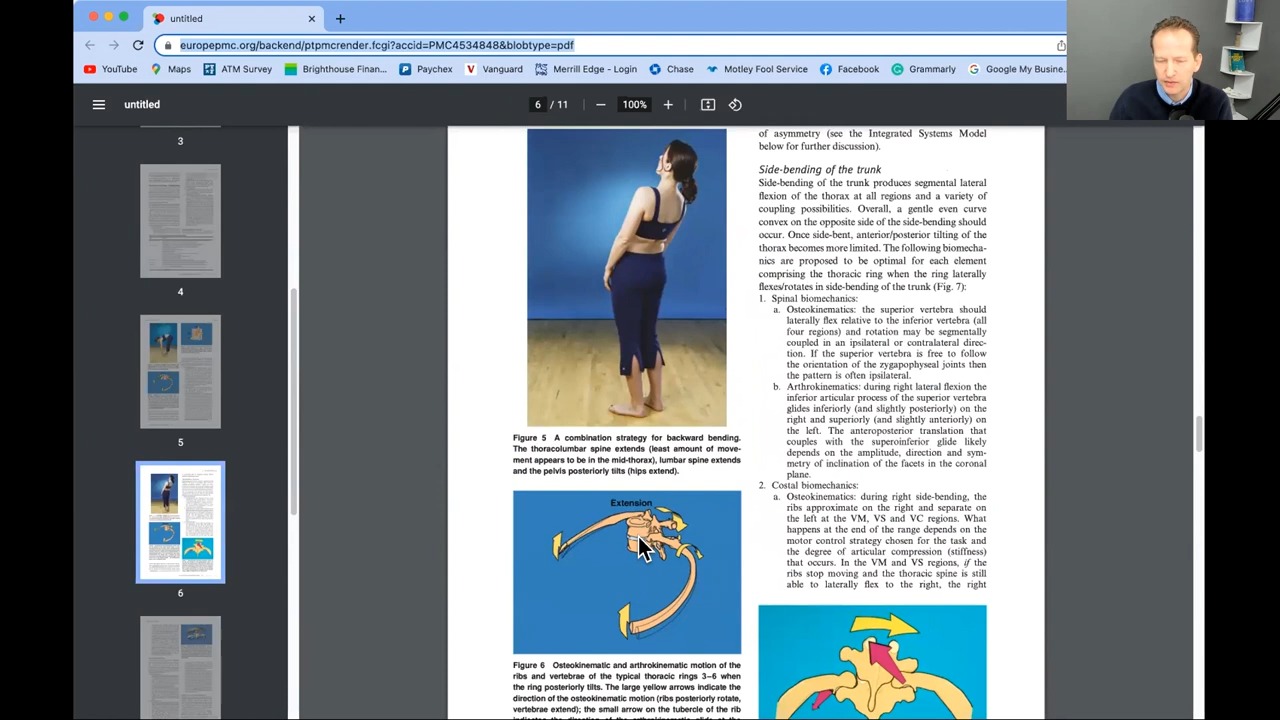 untitled
europepmc.org/backend/ptpmcrender.fcgi?accid=PMC4534848&blobtype=pdf
YouTube Maps ATM Survey Brighthouse Finan... Paychex Vanguard Merrill Edge - Login Chase Motley Fool Service Facebook Grammarly Google My Busine...
untitled
6 / 11
100%
3
4
5
6
Figure 5 A combination strategy for backward bending.
The thoracolumbar spine extends (least amount of move-
ment appears to be in the mid-thorax), lumbar spine extends
and the pelvis posteriorly tilts (hips extend).
Extension
Figure 6 Osteokinematic and arthrokinematic motion of the
ribs and vertebrae of the typical thoracic rings 3–6 when
the ring posteriorly tilts. The large yellow arrows indicate the
direction of the osteokinematic motion (ribs posteriorly rotate,
vertebrae extend); the small arrow on the tubercle of the rib
of asymmetry (see the Integrated Systems Model
below for further discussion).
Side-bending of the trunk
Side-bending of the trunk produces segmental lateral
flexion of the thorax at all regions and a variety of
coupling possibilities. Overall, a gentle even curve
convex on the opposite side of the side-bending should
occur. Once side-bent, anterior/posterior tilting of the
thorax becomes more limited. The following biomecha-
nics are proposed to be optimal for each element
comprising the thoracic ring when the ring laterally
flexes/rotates in side-bending of the trunk (Fig. 7):
1. Spinal biomechanics:
a. Osteokinematics: the superior vertebra should
laterally flex relative to the inferior vertebra (all
four regions) and rotation may be segmentally
coupled in an ipsilateral or contralateral direc-
tion. If the superior vertebra is free to follow
the orientation of the zygapophyseal joints then
the pattern is often ipsilateral.
b. Arthrokinematics: during right lateral flexion the
inferior articular process of the superior vertebra
glides inferiorly (and slightly posteriorly) on the
right and superiorly (and slightly anteriorly) on
the left. The anteroposterior translation that
couples with the superoinferior glide likely
depends on the amplitude, direction and sym-
metry of inclination of the facets in the coronal
plane.
2. Costal biomechanics:
a. Osteokinematics: during right side-bending, the
ribs approximate on the right and separate on
the left at the VM, VS and VC regions. What
happens at the end of the range depends on the
motor control strategy chosen for the task and
the degree of articular compression (stiffness)
that occurs. In the VM and VS regions, if the
ribs stop moving and the thoracic spine is still
able to laterally flex to the right, the right